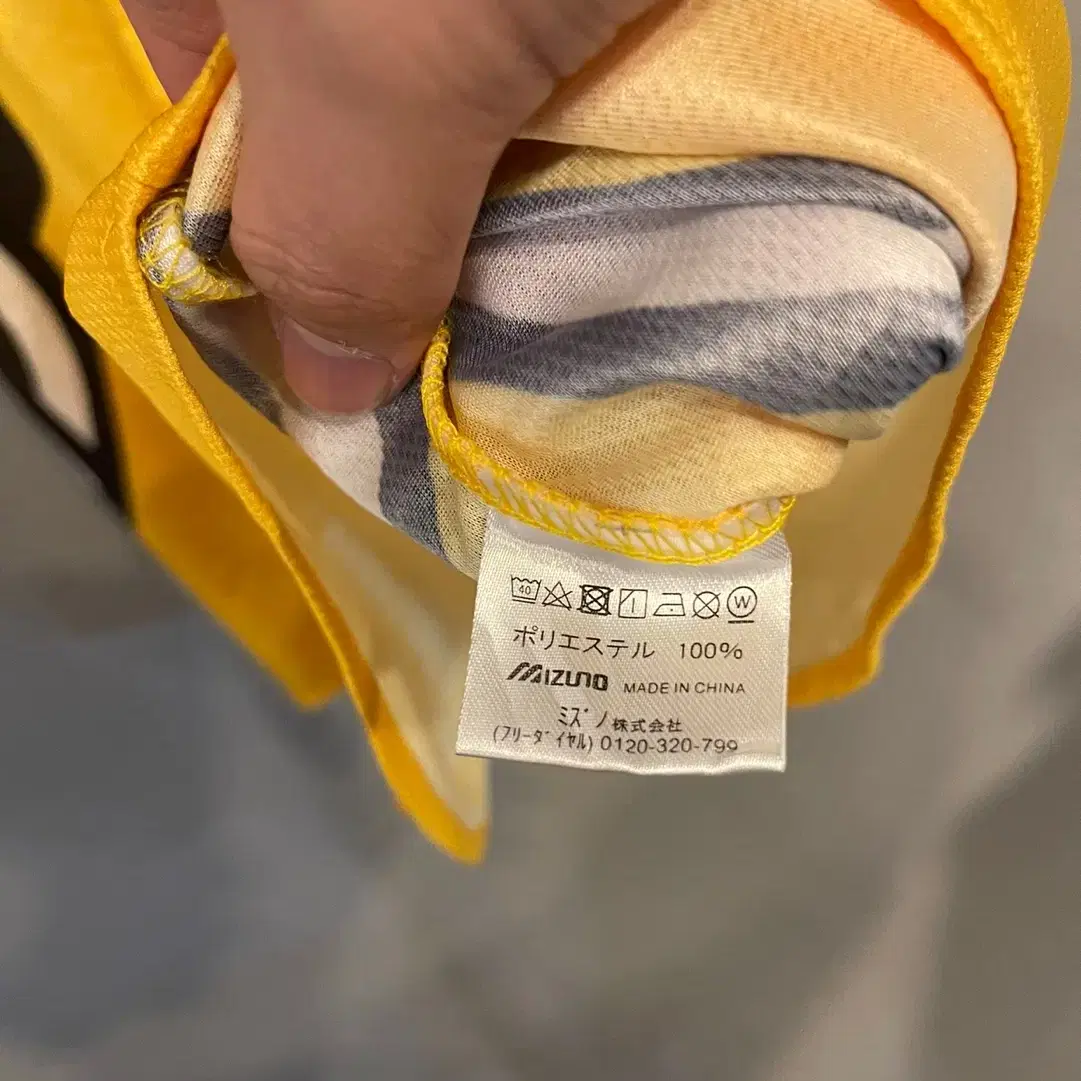 40 W
ポリエステル 100%
MIZUNO MADE IN CHINA
ミズノ株式会社
(フリーダイヤル) 0120-320-799